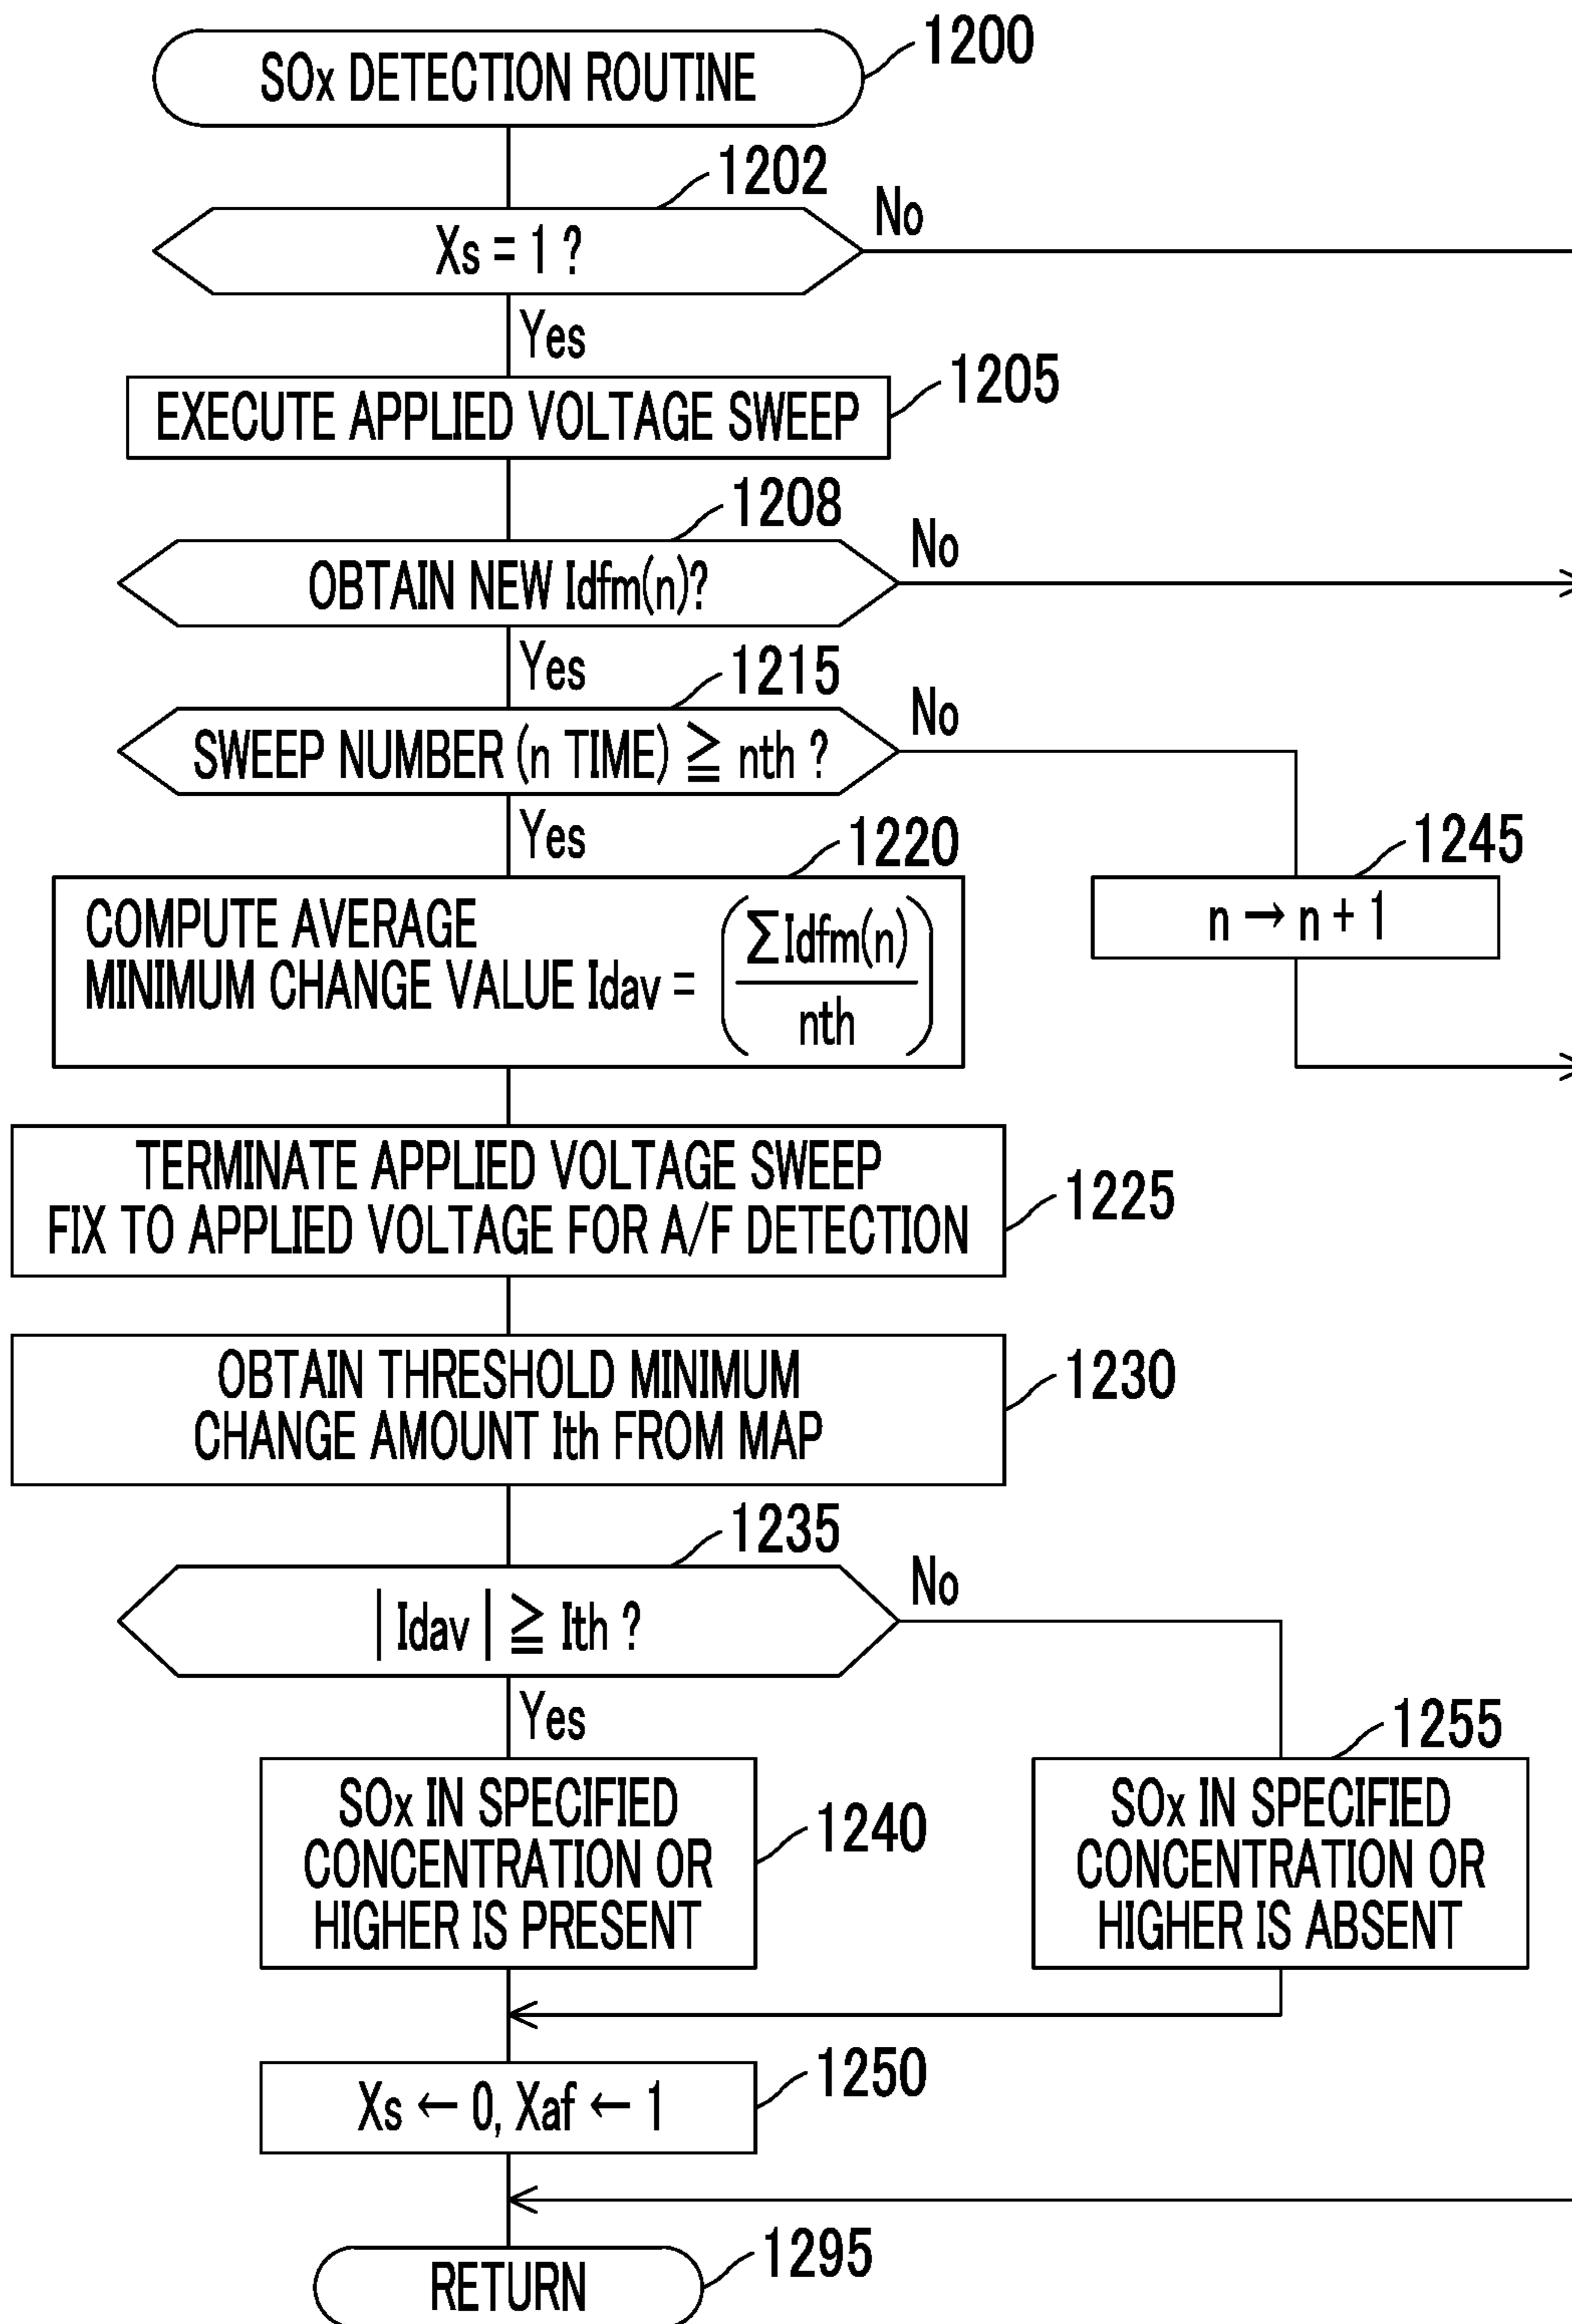 SOx DETECTION ROUTINE
1200
1202
Xs = 1 ?
No
Yes
1205
EXECUTE APPLIED VOLTAGE SWEEP
1208
OBTAIN NEW Idfm(n)?
No
Yes
1215
SWEEP NUMBER (n TIME) ≧ nth ?
No
Yes
1220
COMPUTE AVERAGE
MINIMUM CHANGE VALUE Idav = (ΣIdfm(n) / nth)
1245
n → n + 1
TERMINATE APPLIED VOLTAGE SWEEP
FIX TO APPLIED VOLTAGE FOR A/F DETECTION
1225
OBTAIN THRESHOLD MINIMUM
CHANGE AMOUNT Ith FROM MAP
1230
1235
| Idav | ≧ Ith ?
No
Yes
SOx IN SPECIFIED
CONCENTRATION OR
HIGHER IS PRESENT
1240
1255
SOx IN SPECIFIED
CONCENTRATION OR
HIGHER IS ABSENT
1250
Xs ← 0, Xaf ← 1
RETURN
1295